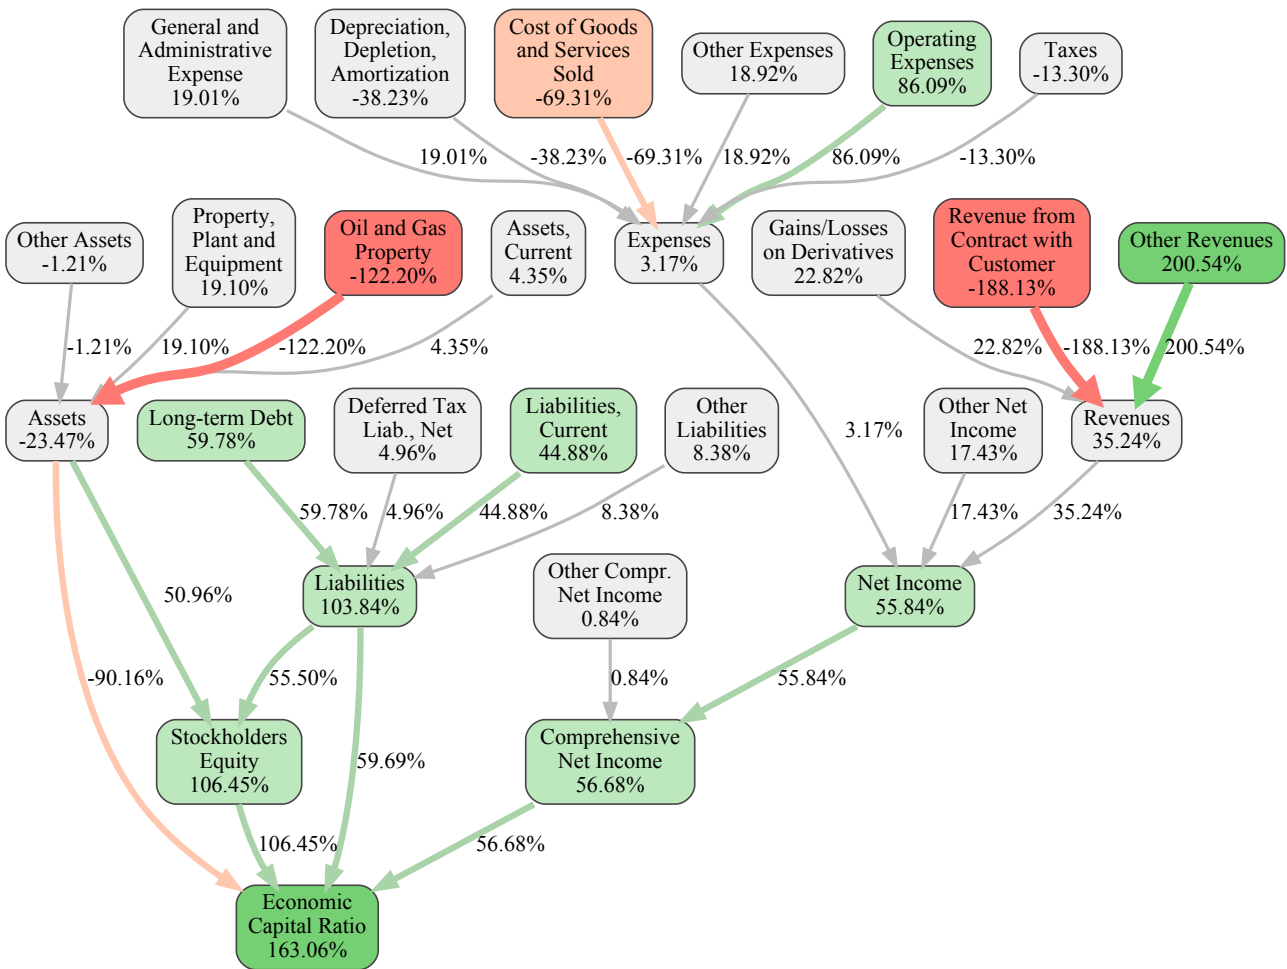 General and
Administrative
Expense
19.01%
Depreciation,
Depletion,
Amortization
-38.23%
Cost of Goods
and Services
Sold
-69.31%
Other Expenses
18.92%
Operating
Expenses
86.09%
Taxes
-13.30%
19.01%
-38.23%
-69.31%
18.92%
86.09%
-13.30%
Other Assets
-1.21%
Property,
Plant and
Equipment
19.10%
Oil and Gas
Property
-122.20%
Assets,
Current
4.35%
Expenses
3.17%
Gains/Losses
on Derivatives
22.82%
Revenue from
Contract with
Customer
-188.13%
Other Revenues
200.54%
-1.21%
19.10%
-122.20%
4.35%
22.82%
-188.13%
200.54%
Assets
-23.47%
Long-term Debt
59.78%
Deferred Tax
Liab., Net
4.96%
Liabilities,
Current
44.88%
Other
Liabilities
8.38%
3.17%
Other Net
Income
17.43%
Revenues
35.24%
59.78%
4.96%
44.88%
8.38%
17.43%
35.24%
50.96%
Liabilities
103.84%
Other Compr.
Net Income
0.84%
Net Income
55.84%
-90.16%
55.50%
0.84%
55.84%
Stockholders
Equity
106.45%
59.69%
Comprehensive
Net Income
56.68%
106.45%
56.68%
Economic
Capital Ratio
163.06%